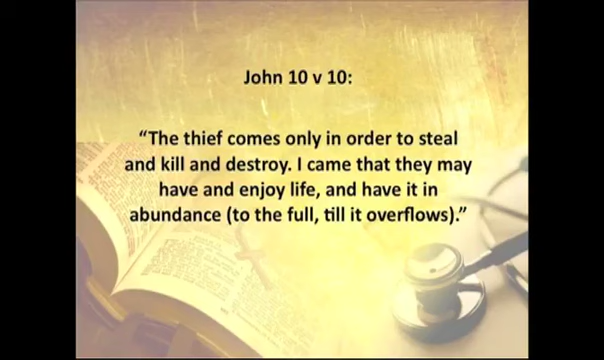 John 10 v 10:
“The thief comes only in order to steal
and kill and destroy. I came that they may
have and enjoy life, and have it in
abundance (to the full, till it overflows).”